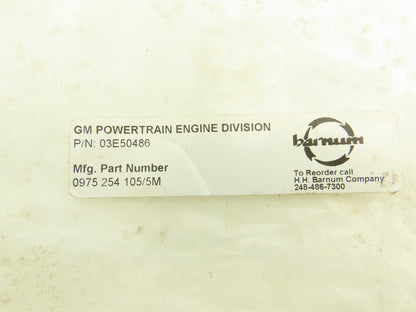 GM POWERTRAIN ENGINE DIVISION
P/N: 03E50486
Mfg. Part Number
0975 254 105/5M
barnum
To Reorder call
H.H. Barnum Company
248-486-7300